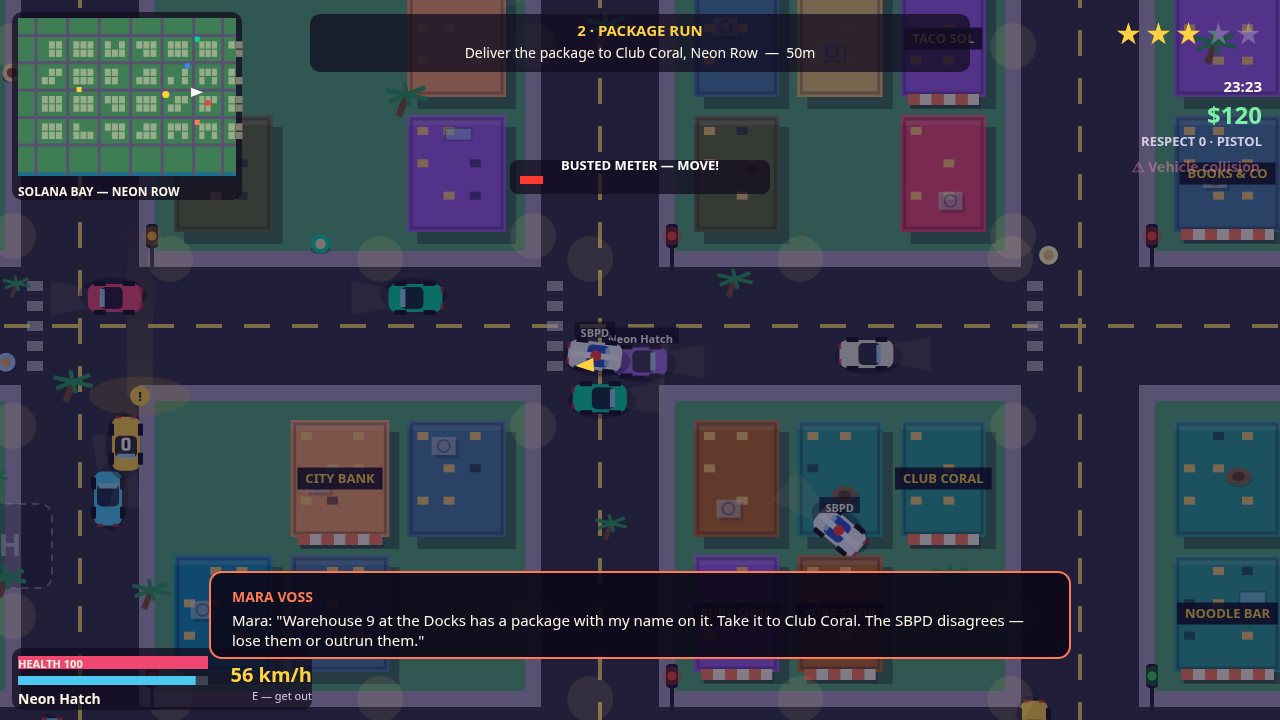 2 · PACKAGE RUN
Deliver the package to Club Coral, Neon Row — 50m
TACO SOL
23:23
$120
RESPECT 0 · PISTOL
⚠ Vehicle collision
BOOKS & CO
SOLANA BAY — NEON ROW
BUSTED METER — MOVE!
SBPD
Neon Hatch
!
0
CITY BANK
CLUB CORAL
SBPD
H
NOODLE BAR
MARA VOSS
Mara: "Warehouse 9 at the Docks has a package with my name on it. Take it to Club Coral. The SBPD disagrees —
lose them or outrun them."
HEALTH 100
56 km/h
Neon Hatch
E — get out